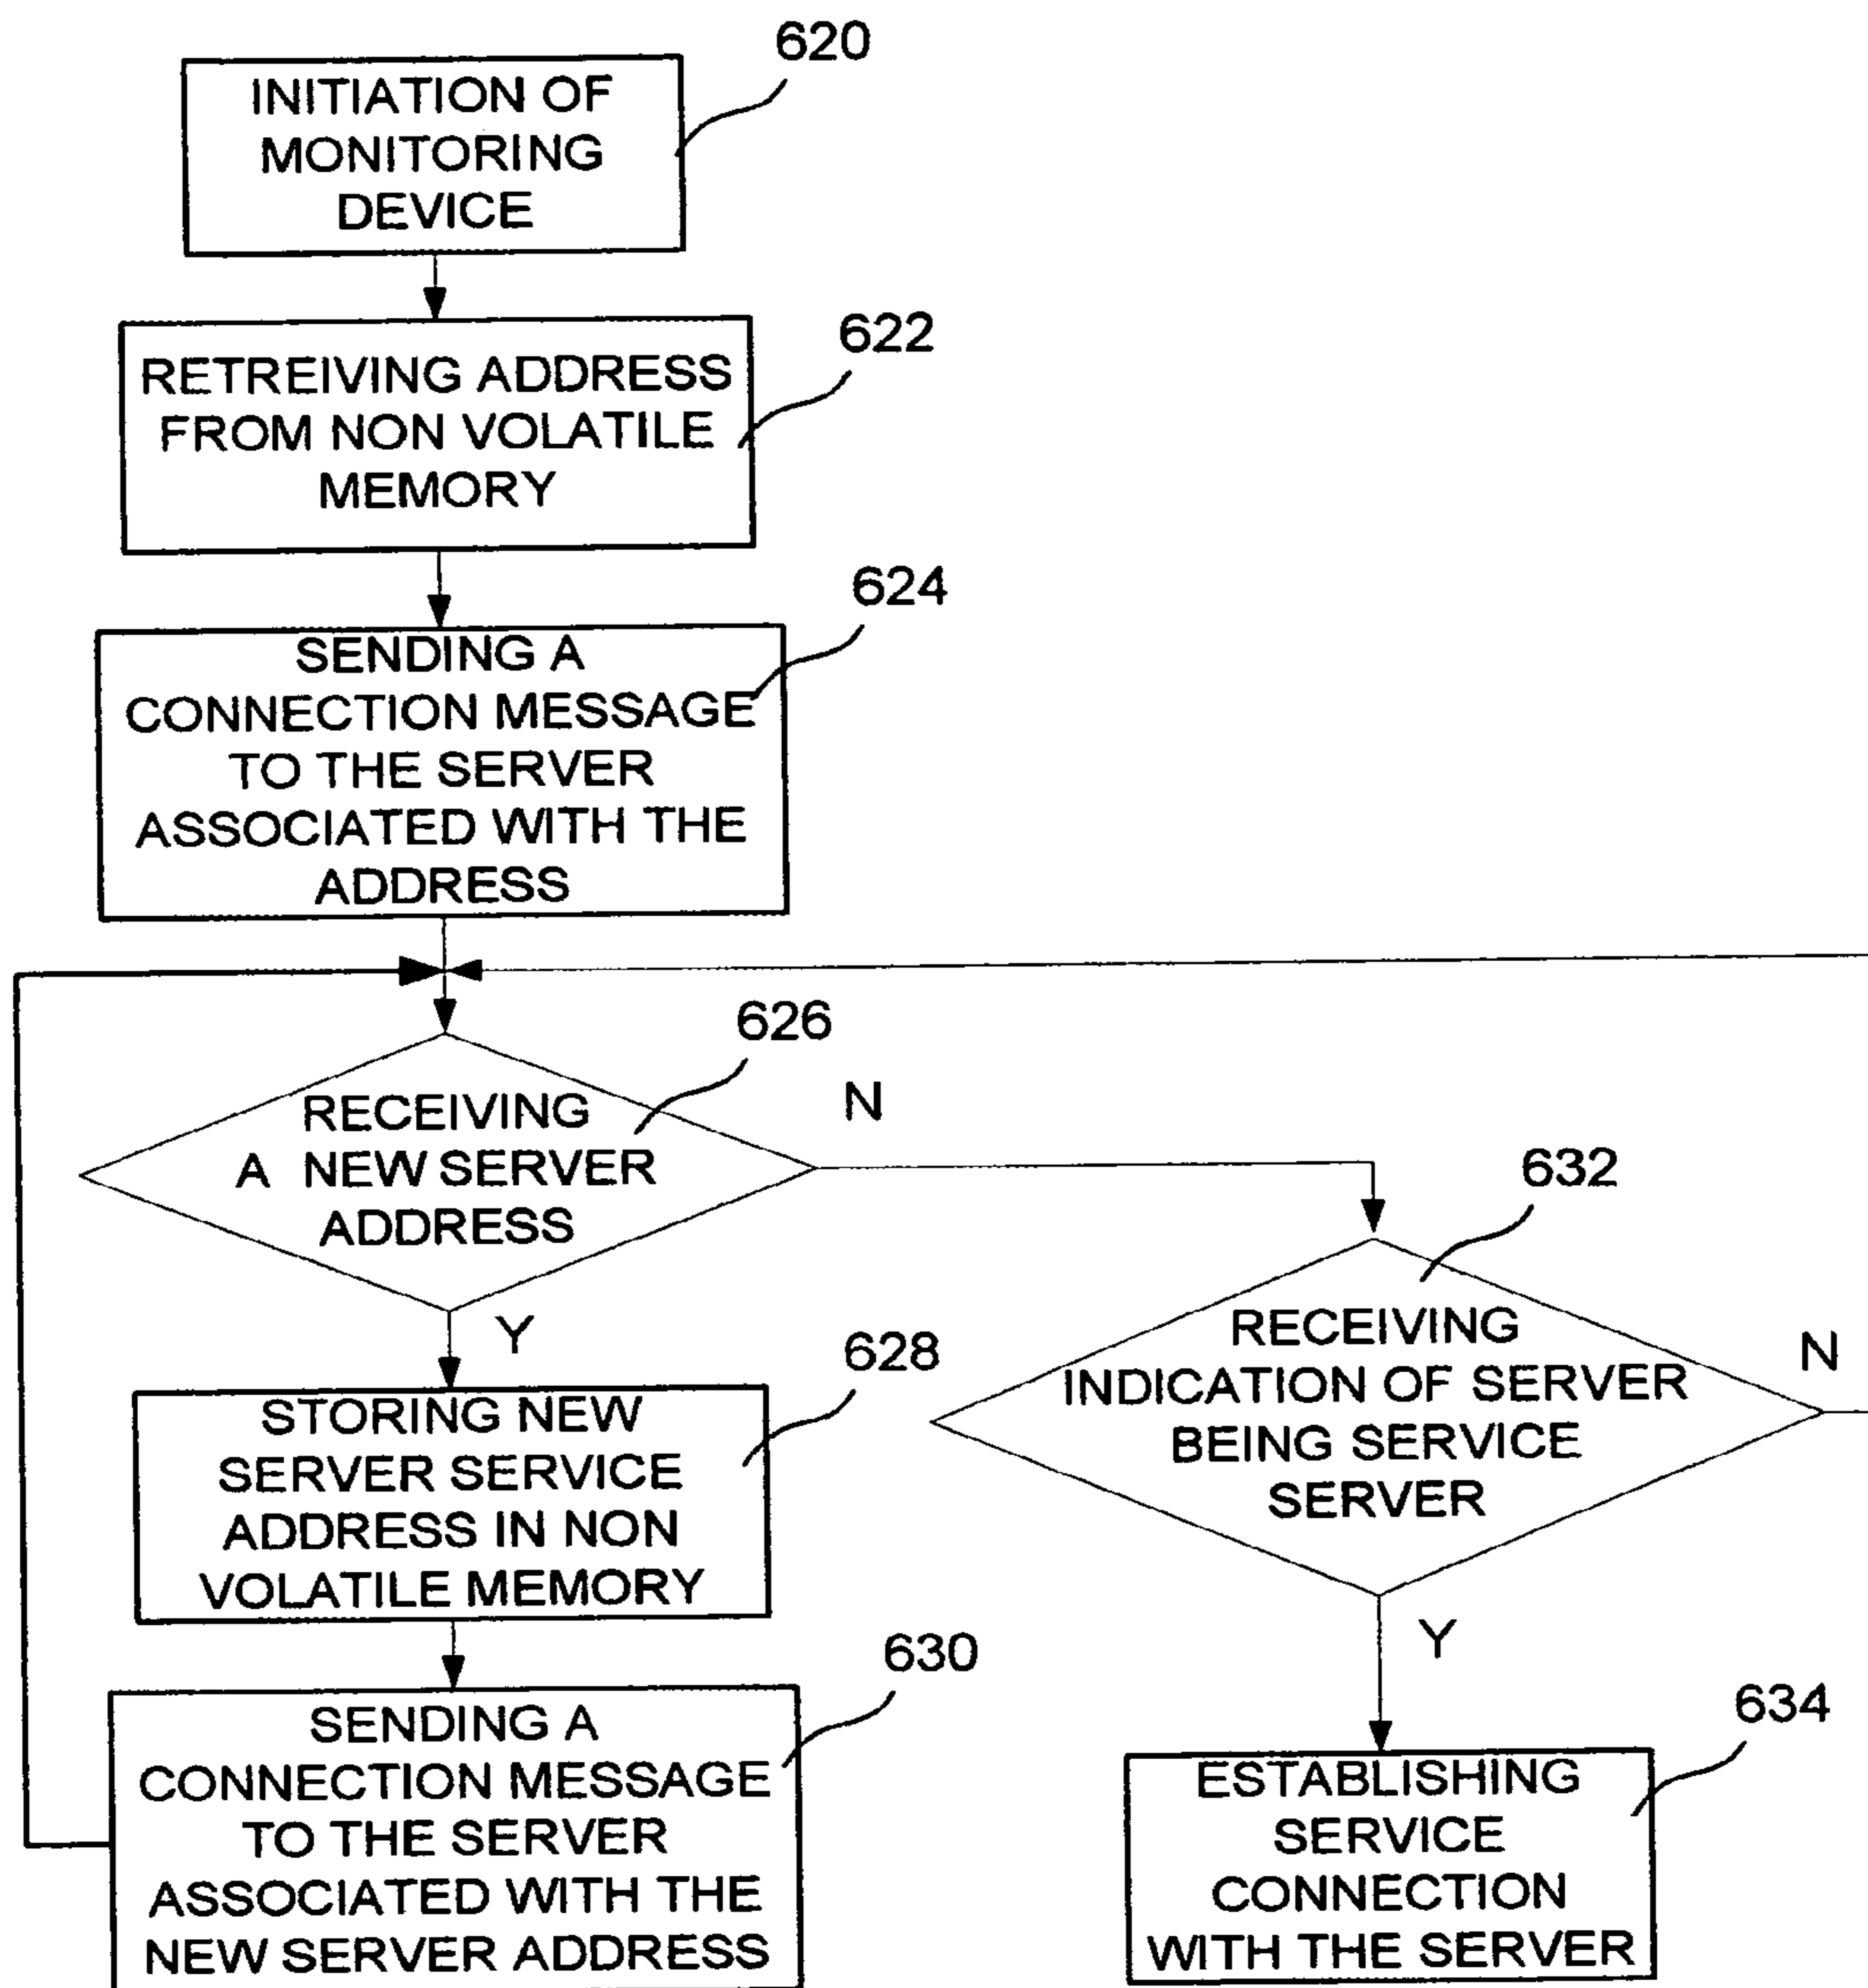 620
INITIATION OF
MONITORING
DEVICE
622
RETREIVING ADDRESS
FROM NON VOLATILE
MEMORY
624
SENDING A
CONNECTION MESSAGE
TO THE SERVER
ASSOCIATED WITH THE
ADDRESS
626
N
RECEIVING
A NEW SERVER
ADDRESS
Y
632
RECEIVING
INDICATION OF SERVER
BEING SERVICE
SERVER
N
Y
628
STORING NEW
SERVER SERVICE
ADDRESS IN NON
VOLATILE MEMORY
630
SENDING A
CONNECTION MESSAGE
TO THE SERVER
ASSOCIATED WITH THE
NEW SERVER ADDRESS
634
ESTABLISHING
SERVICE
CONNECTION
WITH THE SERVER